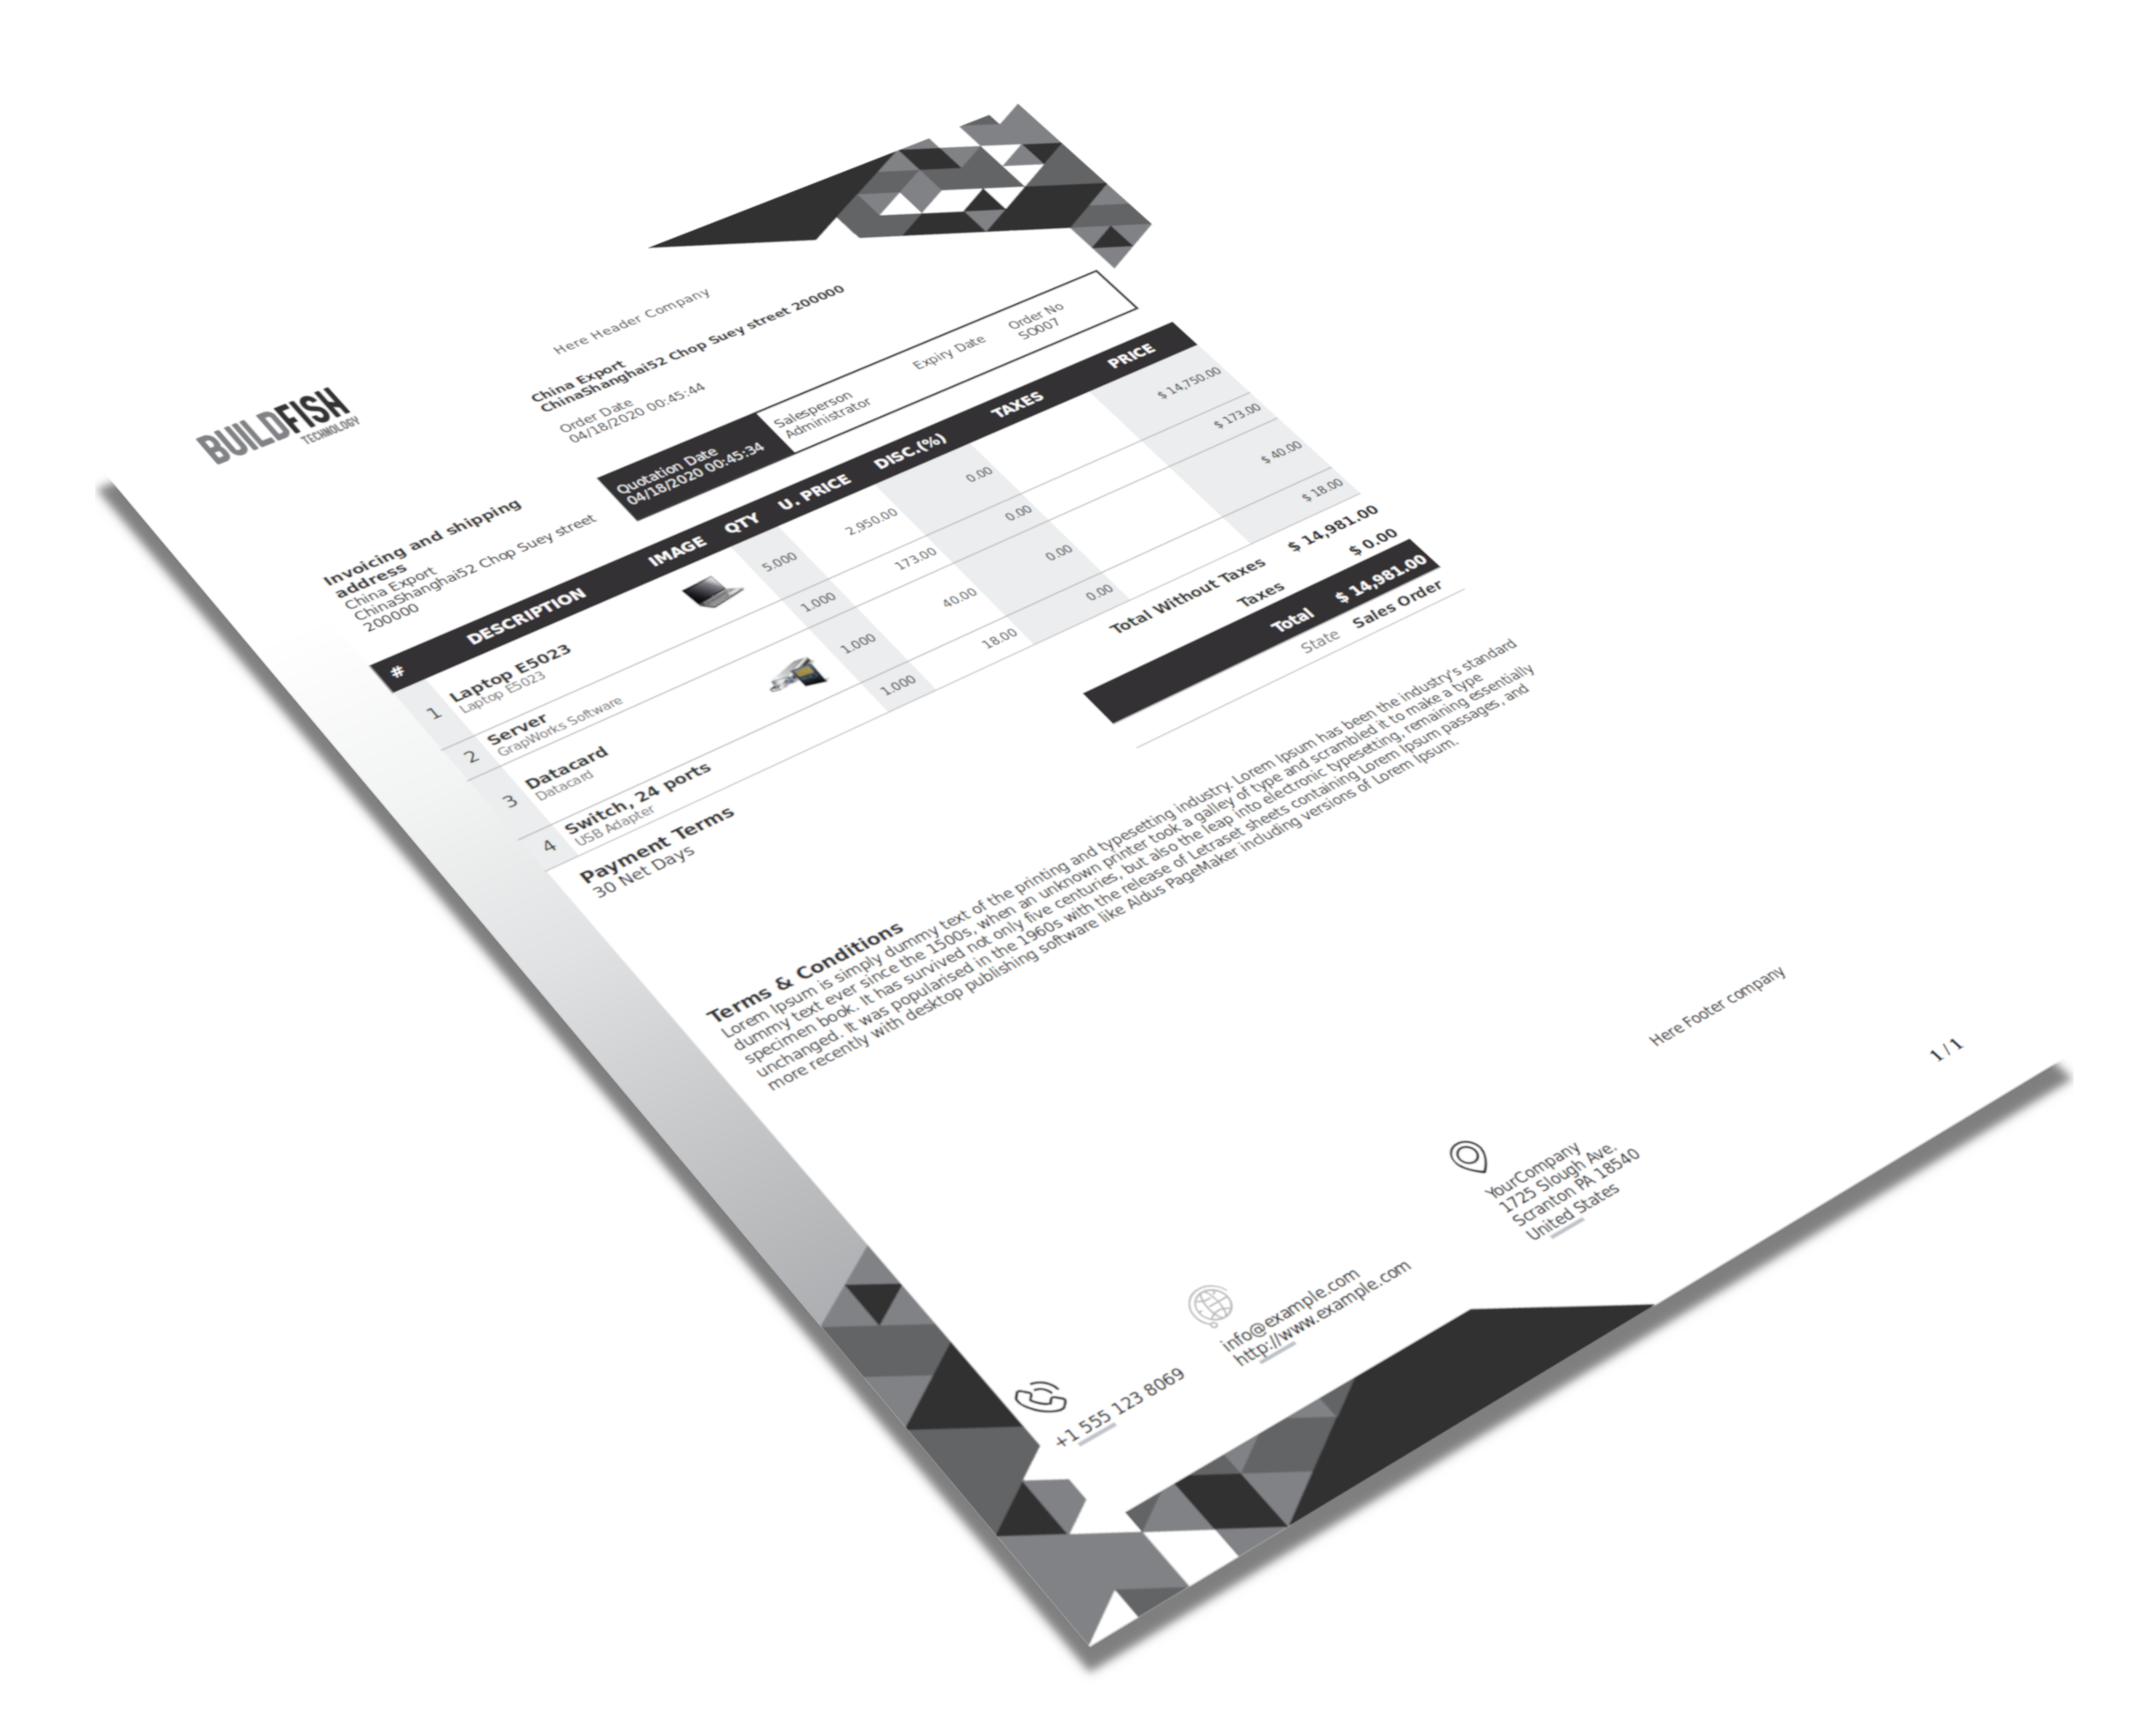 BUILDFISH
TECHNOLOGY
Here Header Company
China Export
ChinaShanghai52 Chop Suey street 200000
Order Date
04/18/2020 00:45:44
Invoicing and shipping
address
China Export
ChinaShanghai52 Chop Suey street
200000
Quotation Date
04/18/2020 00:45:34
Salesperson
Administrator
Expiry Date
Order No
SO007
# DESCRIPTION IMAGE QTY U. PRICE DISC.(%) TAXES PRICE
1 Laptop E5023 5.000 2,950.00 0.00 $ 14,750.00
Laptop E5023
2 Server 1.000 173.00 0.00 $ 173.00
GrapWorks Software
3 Datacard 1.000 40.00 0.00 $ 40.00
Datacard
4 Switch, 24 ports 1.000 18.00 0.00 $ 18.00
USB Adapter
Total Without Taxes $ 14,981.00
Taxes $ 0.00
Total $ 14,981.00
State Sales Order
Payment Terms
30 Net Days
Terms & Conditions
Lorem Ipsum is simply dummy text of the printing and typesetting industry. Lorem Ipsum has been the industry's standard
dummy text ever since the 1500s, when an unknown printer took a galley of type and scrambled it to make a type
specimen book. It has survived not only five centuries, but also the leap into electronic typesetting, remaining essentially
unchanged. It was popularised in the 1960s with the release of Letraset sheets containing Lorem Ipsum passages, and
more recently with desktop publishing software like Aldus PageMaker including versions of Lorem Ipsum.
Here Footer company
1 / 1
+1 555 123 8069
info@example.com
http://www.example.com
YourCompany
1725 Slough Ave.
Scranton PA 18540
United States